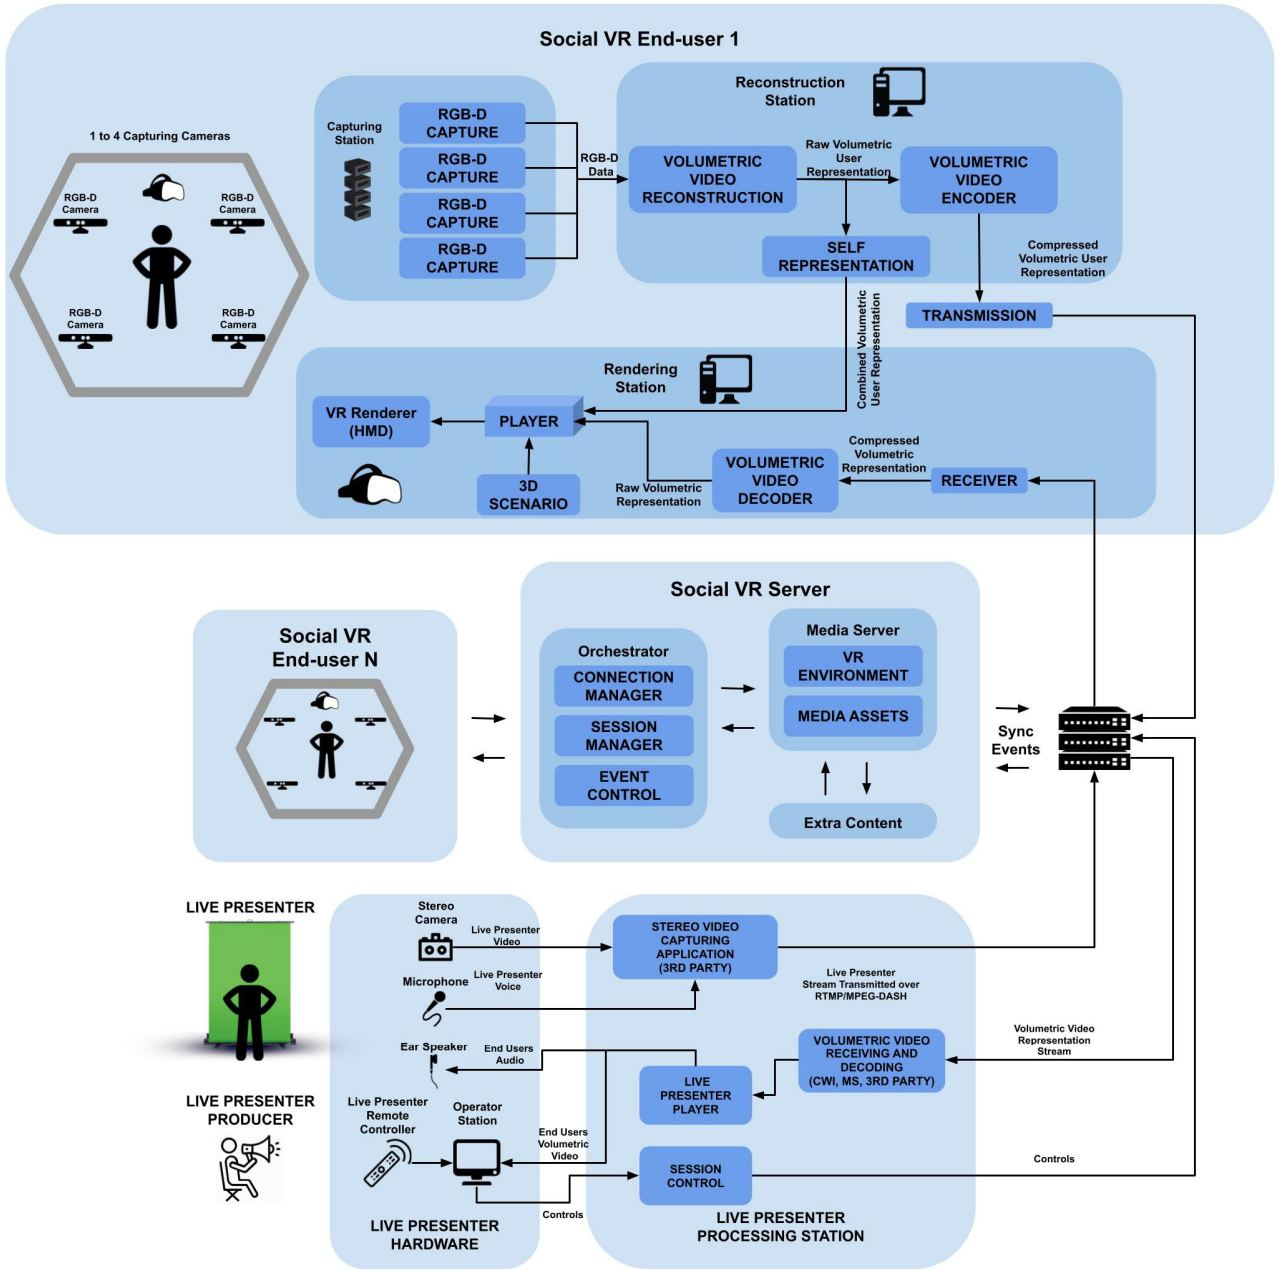 Social VR End-user 1
1 to 4 Capturing Cameras
RGB-D
Camera
RGB-D
Camera
RGB-D
Camera
RGB-D
Camera
Capturing
Station
RGB-D
CAPTURE
RGB-D
CAPTURE
RGB-D
CAPTURE
RGB-D
CAPTURE
RGB-D
Data
Reconstruction
Station
VOLUMETRIC
VIDEO
RECONSTRUCTION
Raw Volumetric
User
Representation
VOLUMETRIC
VIDEO
ENCODER
SELF
REPRESENTATION
Compressed
Volumetric User
Representation
TRANSMISSION
Combined Volumetric
User Representation
Rendering
Station
VR Renderer
(HMD)
PLAYER
3D
SCENARIO
Raw Volumetric
Representation
VOLUMETRIC
VIDEO
DECODER
Compressed
Volumetric
Representation
RECEIVER
Social VR
End-user N
Social VR Server
Orchestrator
CONNECTION
MANAGER
SESSION
MANAGER
EVENT
CONTROL
Media Server
VR
ENVIRONMENT
MEDIA ASSETS
Extra Content
Sync
Events
LIVE PRESENTER
LIVE PRESENTER
PRODUCER
Stereo
Camera
Live Presenter
Video
Microphone
Live Presenter
Voice
Ear Speaker
End Users
Audio
Live Presenter
Remote
Controller
Operator
Station
End Users
Volumetric
Video
Controls
LIVE PRESENTER
HARDWARE
STEREO VIDEO
CAPTURING
APPLICATION
(3RD PARTY)
Live Presenter
Stream Transmitted over
RTMP/MPEG-DASH
VOLUMETRIC VIDEO
RECEIVING AND
DECODING
(CWI, MS, 3RD PARTY)
Volumetric Video
Representation
Stream
LIVE
PRESENTER
PLAYER
SESSION
CONTROL
Controls
LIVE PRESENTER
PROCESSING STATION